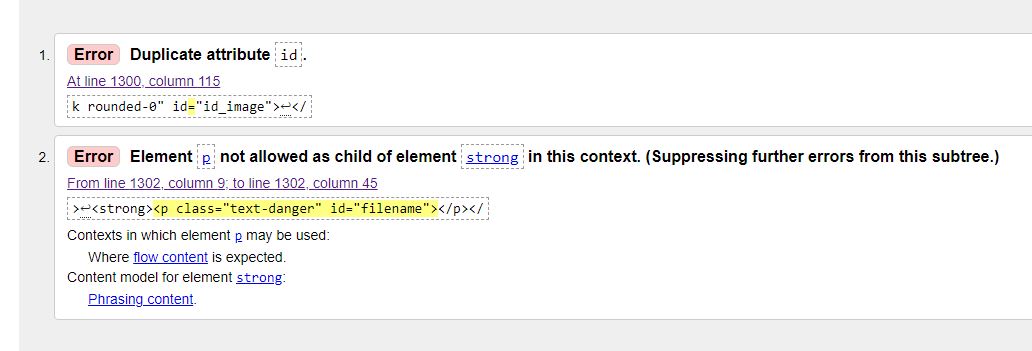 1. Error Duplicate attribute id.
At line 1300, column 115
k rounded-0" id="id_image">↩</
2. Error Element p not allowed as child of element strong in this context. (Suppressing further errors from this subtree.)
From line 1302, column 9; to line 1302, column 45
>↩<strong><p class="text-danger" id="filename"></p></
Contexts in which element p may be used:
Where flow content is expected.
Content model for element strong:
Phrasing content.